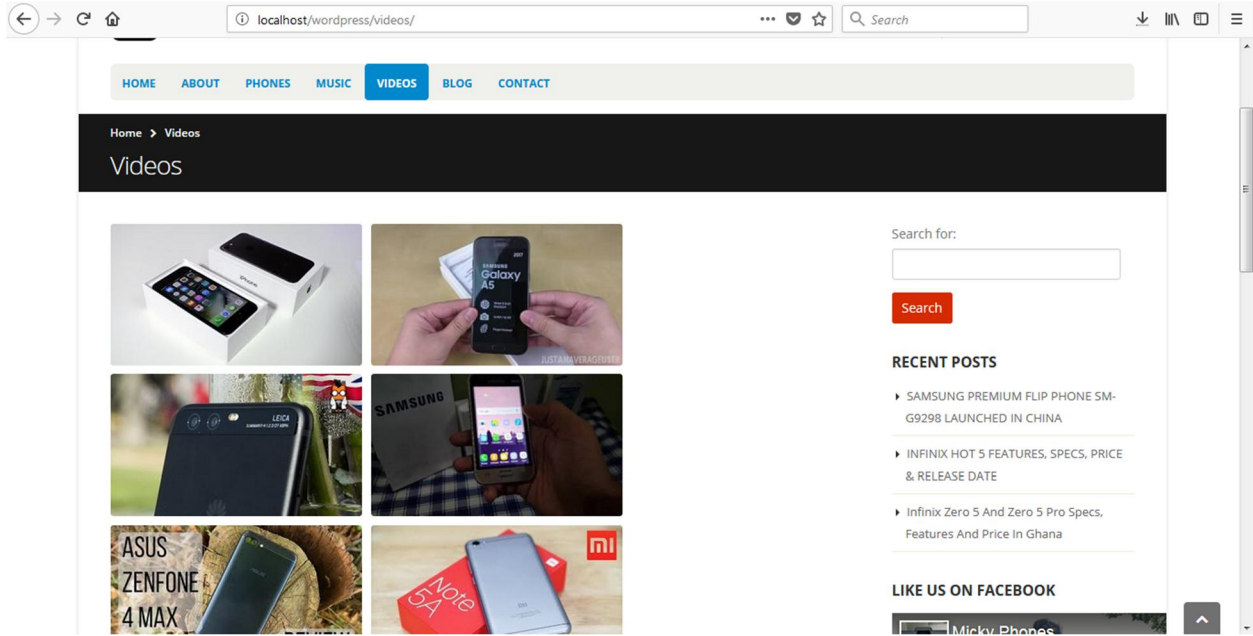 localhost/wordpress/videos/
Search
HOME ABOUT PHONES MUSIC VIDEOS BLOG CONTACT
Home > Videos
Videos
iPhone
SAMSUNG
Galaxy
A5
2017
JUSTANAVERAGEUSER
LEICA
SAMSUNG
ASUS
ZENFONE
4 MAX
REVIEW
mi
Note
5A
Search for:
Search
RECENT POSTS
SAMSUNG PREMIUM FLIP PHONE SM-
G9298 LAUNCHED IN CHINA
INFINIX HOT 5 FEATURES, SPECS, PRICE
& RELEASE DATE
Infinix Zero 5 And Zero 5 Pro Specs,
Features And Price In Ghana
LIKE US ON FACEBOOK
Micky Phones